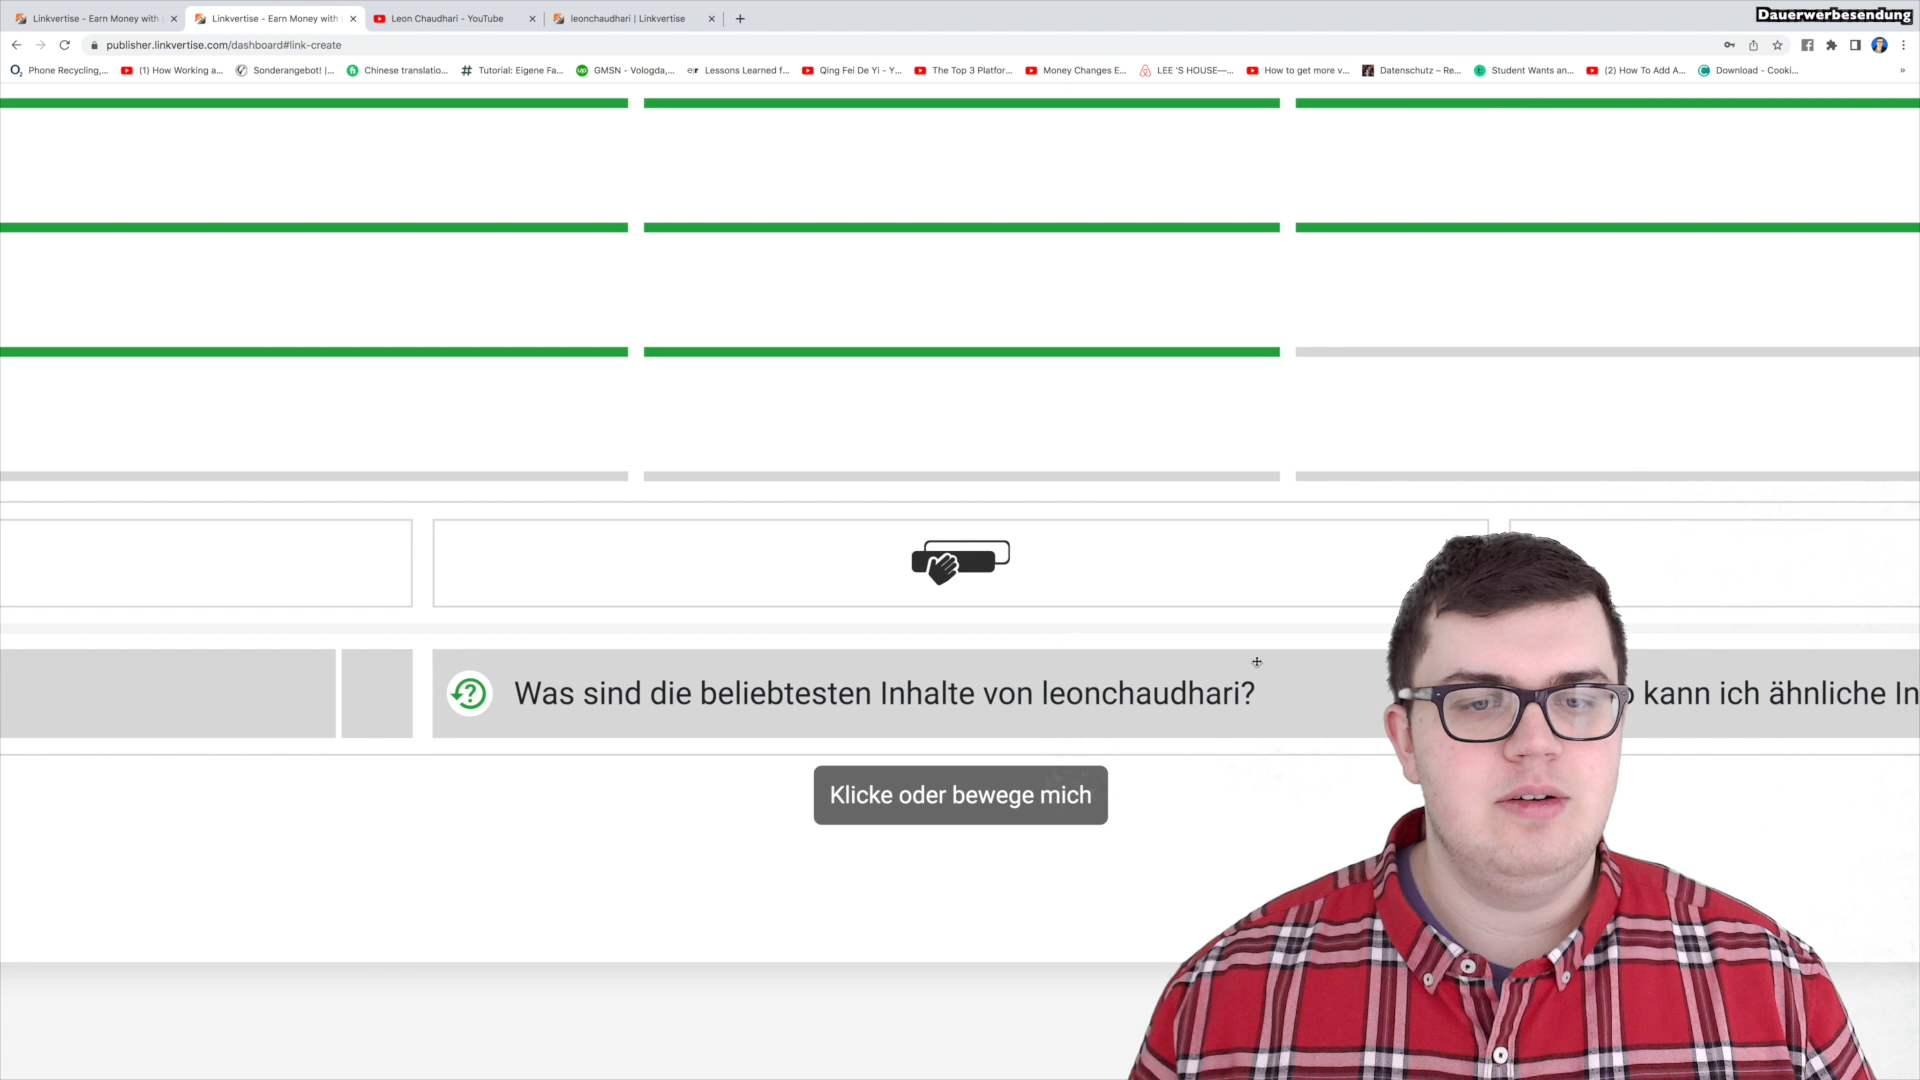 Linkvertise - Earn Money with
Linkvertise - Earn Money with
Leon Chaudhari - YouTube
leonchaudhari | Linkvertise
Dauerwerbesendung
publisher.linkvertise.com/dashboard#link-create
Phone Recycling,...
(1) How Working a...
Sonderangebot! |...
Chinese translatio...
Tutorial: Eigene Fa...
GMSN - Vologda,...
Lessons Learned f...
Qing Fei De Yi - Y...
The Top 3 Platfor...
Money Changes E...
LEE 'S HOUSE—...
How to get more v...
Datenschutz – Re...
Student Wants an...
(2) How To Add A...
Download - Cooki...
Was sind die beliebtesten Inhalte von leonchaudhari?
kann ich ähnliche In
Klicke oder bewege mich